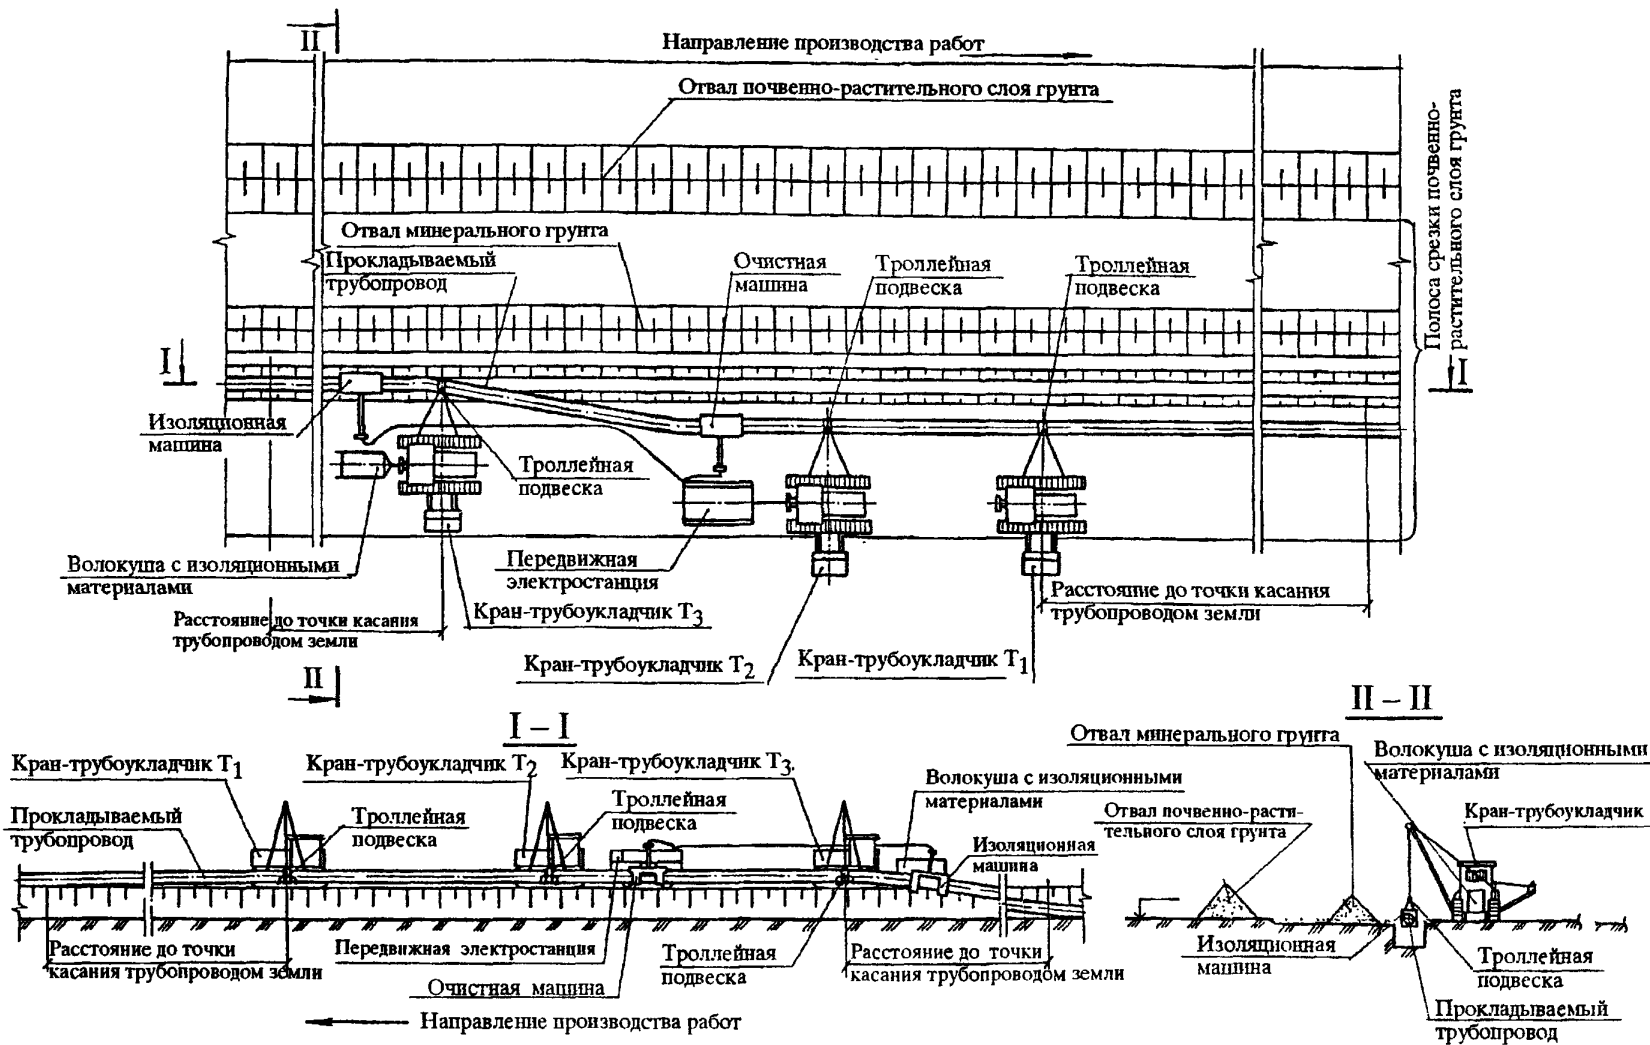 II
Направление производства работ
Отвал почвенно-растительного слоя грунта
Полоса срезки почвенно-
растительного слоя грунта
Отвал минерального грунта
Прокладываемый
трубопровод
Очистная
машина
Троллейная
подвеска
Троллейная
подвеска
I
I
Изоляционная
машина
Троллейная
подвеска
Волокуша с изоляционными
материалами
Передвижная
электростанция
Расстояние до точки касания
трубопроводом земли
Кран-трубоукладчик Т3
Расстояние до точки касания
трубопроводом земли
Кран-трубоукладчик Т2
Кран-трубоукладчик Т1
II
I – I
Кран-трубоукладчик Т1
Кран-трубоукладчик Т2
Кран-трубоукладчик Т3.
Волокуша с изоляционными
материалами
Прокладываемый
трубопровод
Троллейная
подвеска
Троллейная
подвеска
Изоляционная
машина
Расстояние до точки
касания трубопроводом земли
Передвижная электростанция
Троллейная
подвеска
Расстояние до точки
касания трубопроводом земли
Очистная машина
Направление производства работ
II – II
Отвал минерального грунта
Волокуша с изоляционными
материалами
Отвал почвенно-расти-
тельного слоя грунта
Кран-трубоукладчик
Изоляционная
машина
Троллейная
подвеска
Прокладываемый
трубопровод